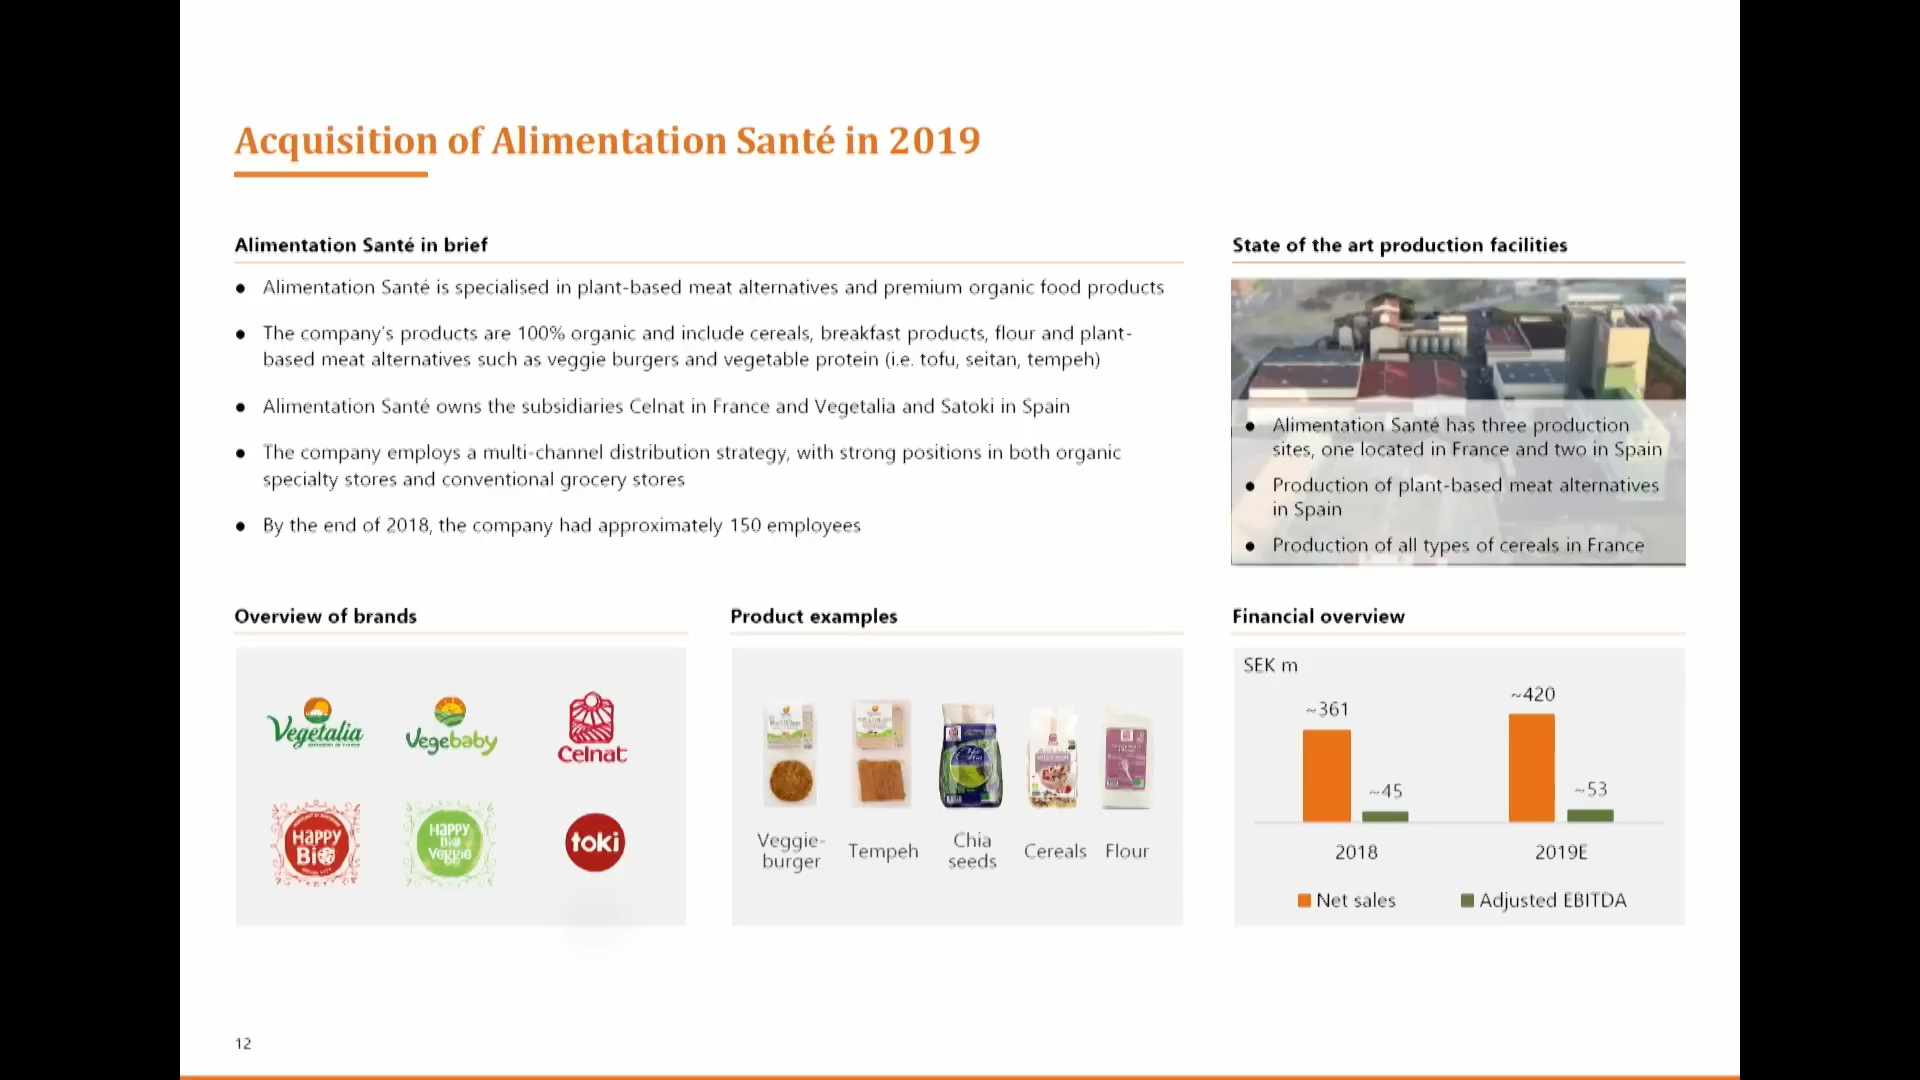 Acquisition of Alimentation Santé in 2019
Alimentation Santé in brief
● Alimentation Santé is specialised in plant-based meat alternatives and premium organic food products
● The company's products are 100% organic and include cereals, breakfast products, flour and plant-
based meat alternatives such as veggie burgers and vegetable protein (i.e. tofu, seitan, tempeh)
● Alimentation Santé owns the subsidiaries Celnat in France and Vegetalia and Satoki in Spain
● The company employs a multi-channel distribution strategy, with strong positions in both organic
specialty stores and conventional grocery stores
● By the end of 2018, the company had approximately 150 employees
State of the art production facilities
● Alimentation Santé has three production
sites, one located in France and two in Spain
● Production of plant-based meat alternatives
in Spain
● Production of all types of cereals in France
Overview of brands
Vegetalia
Vegebaby
Celnat
HAPPY
BiO
HAPPY
BiO
Veggie
toki
Product examples
Veggie-
burger
Tempeh
Chia
seeds
Cereals
Flour
Financial overview
SEK m
~361
~45
~420
~53
2018
2019E
Net sales
Adjusted EBITDA
12